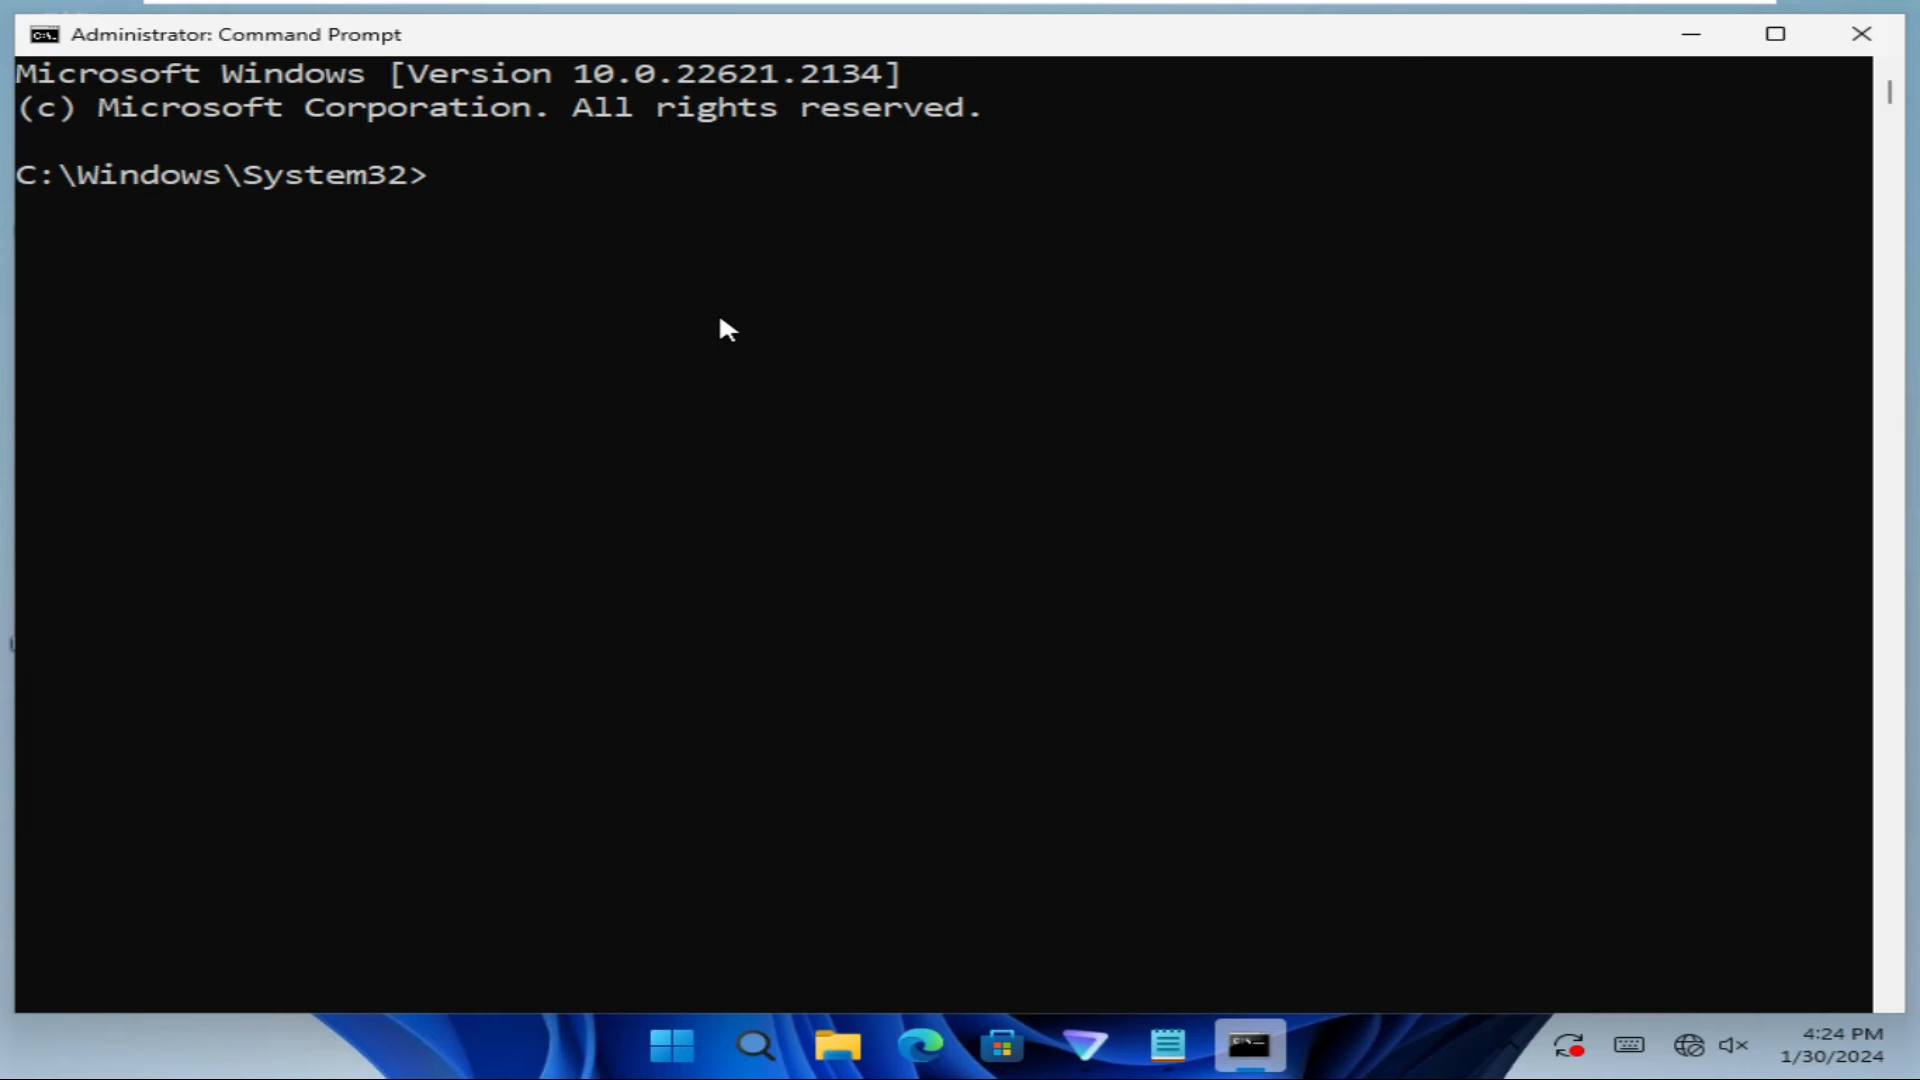 Administrator: Command Prompt
Microsoft Windows [Version 10.0.22621.2134]
(c) Microsoft Corporation. All rights reserved.
C:\Windows\System32>
4:24 PM
1/30/2024